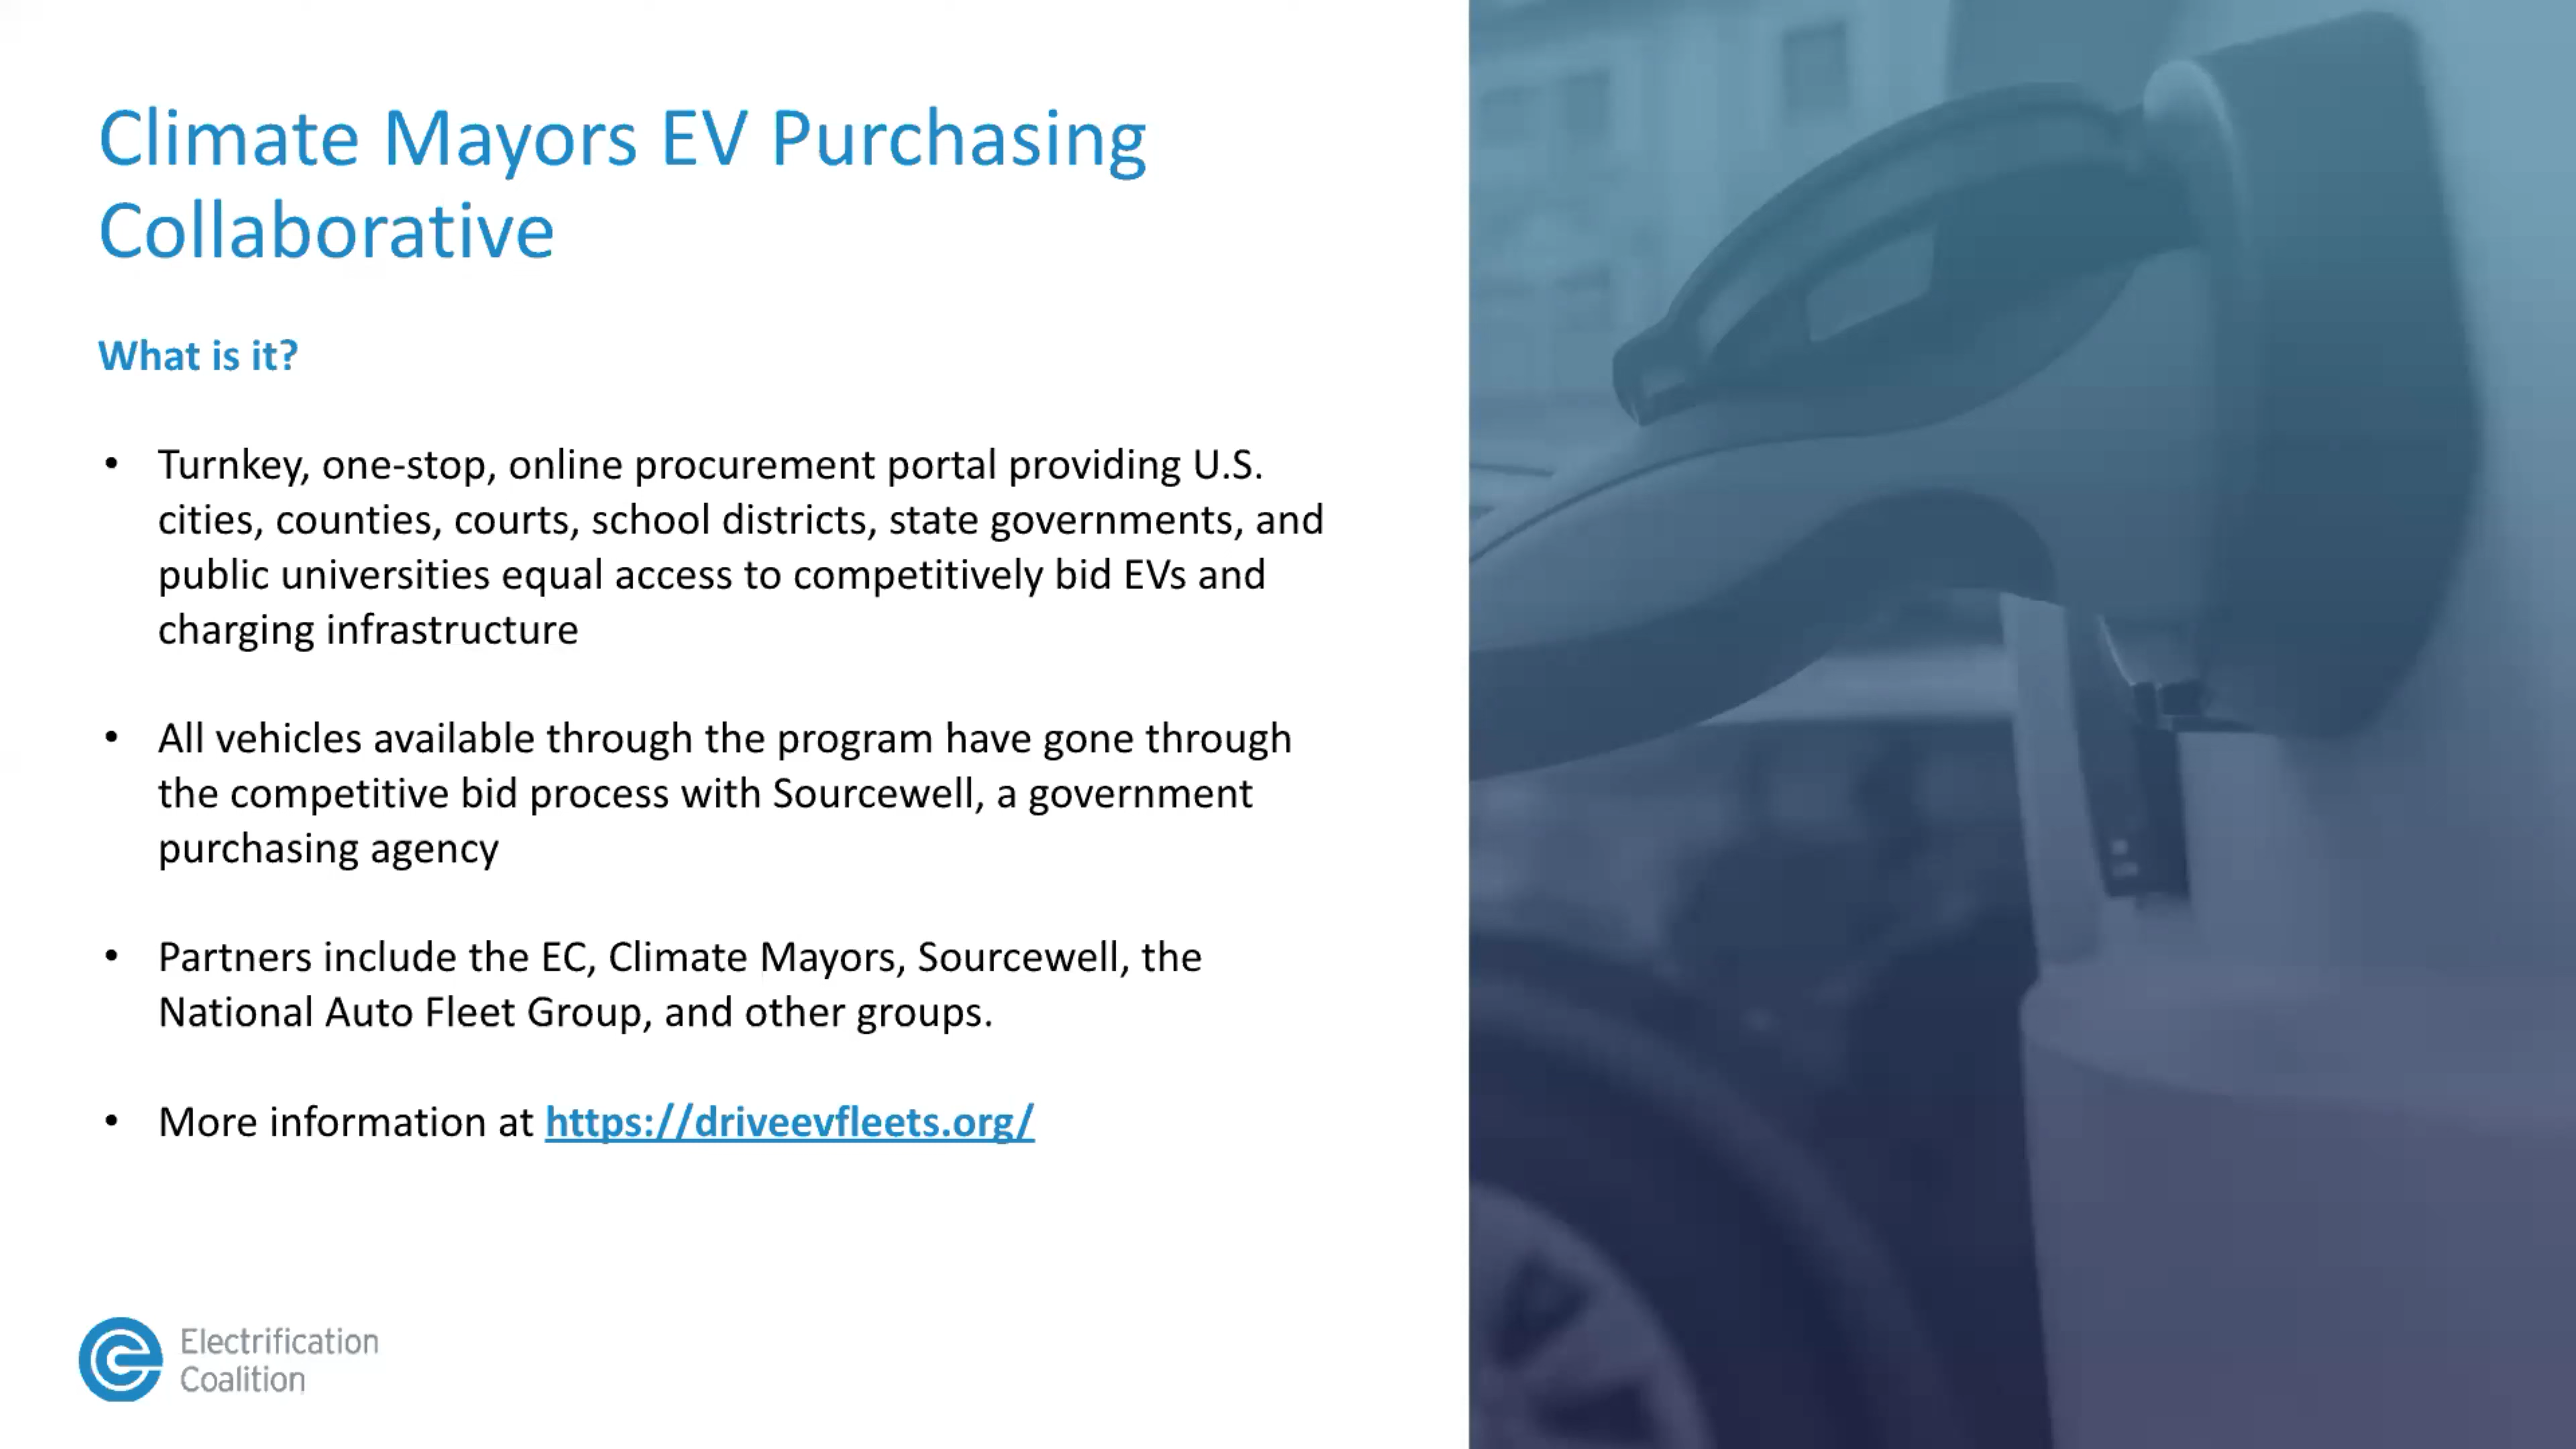 Climate Mayors EV Purchasing
Collaborative
What is it?
• Turnkey, one-stop, online procurement portal providing U.S.
cities, counties, courts, school districts, state governments, and
public universities equal access to competitively bid EVs and
charging infrastructure
• All vehicles available through the program have gone through
the competitive bid process with Sourcewell, a government
purchasing agency
• Partners include the EC, Climate Mayors, Sourcewell, the
National Auto Fleet Group, and other groups.
• More information at https://driveevfleets.org/
Electrification
Coalition